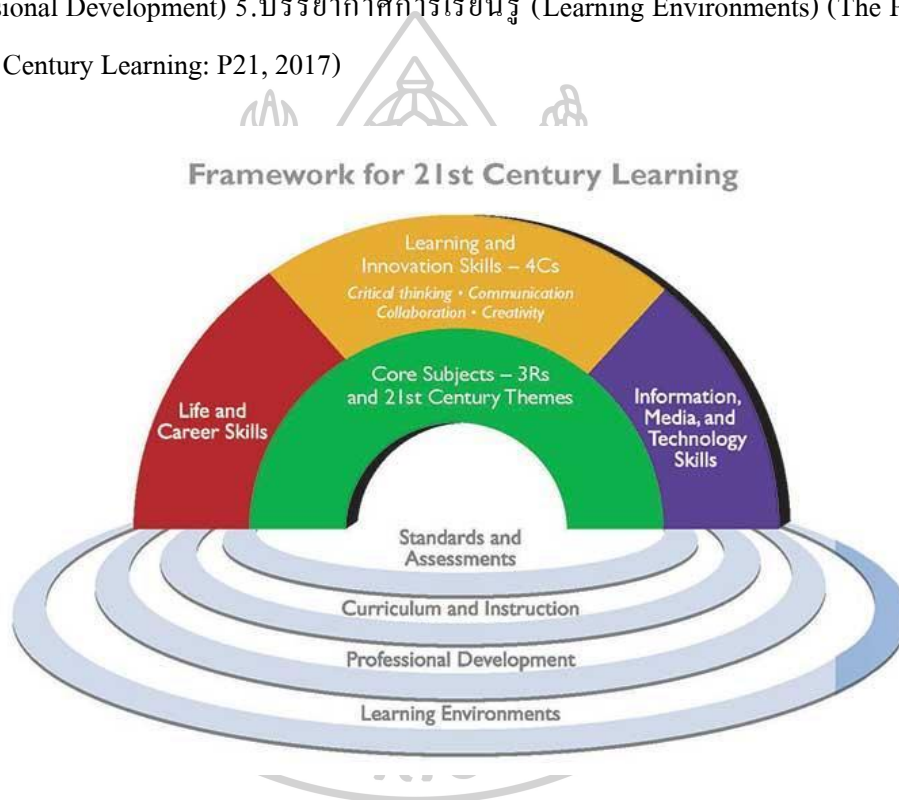 sional Development) 5.บรรยากาศการเรียนรู้ (Learning Environments) (The
Century Learning: P21, 2017)
Framework for 21st Century Learning
Learning and
Innovation Skills – 4Cs
Critical thinking • Communication
Collaboration • Creativity
Core Subjects – 3Rs
and 21st Century Themes
Life and
Career Skills
Information,
Media, and
Technology
Skills
Standards and
Assessments
Curriculum and Instruction
Professional Development
Learning Environments